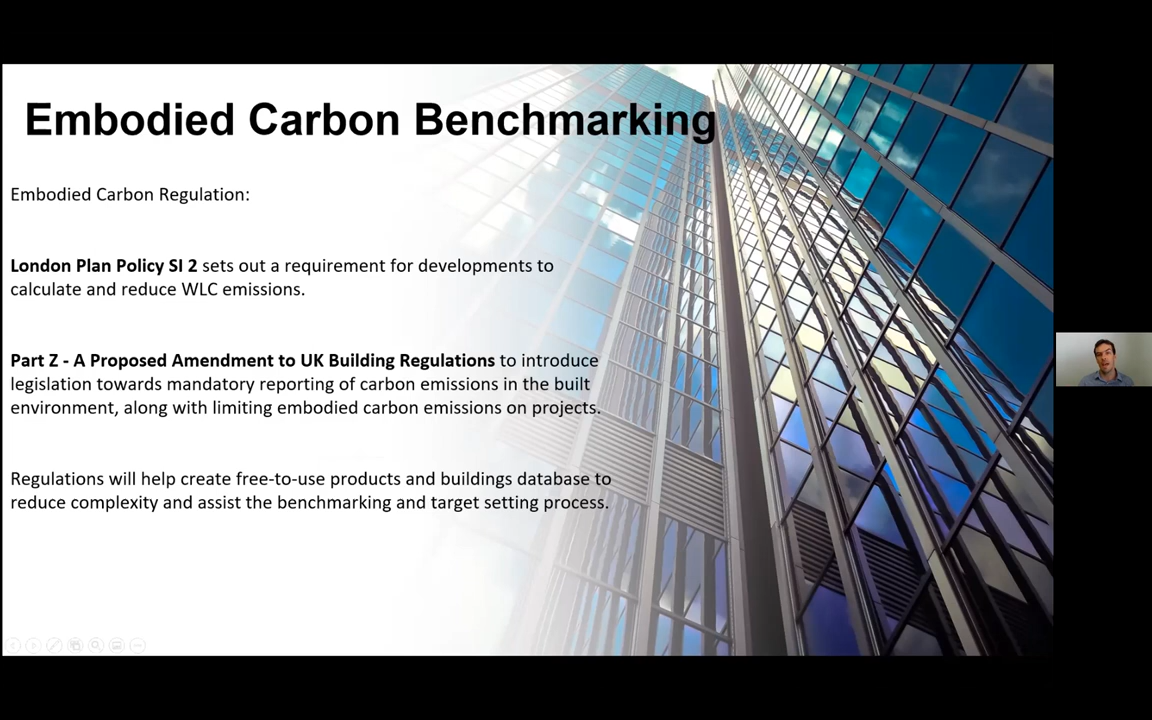 Embodied Carbon Benchmarking
Embodied Carbon Regulation:
London Plan Policy SI 2 sets out a requirement for developments to
calculate and reduce WLC emissions.
Part Z - A Proposed Amendment to UK Building Regulations to introduce
legislation towards mandatory reporting of carbon emissions in the built
environment, along with limiting embodied carbon emissions on projects.
Regulations will help create free-to-use products and buildings database to
reduce complexity and assist the benchmarking and target setting process.